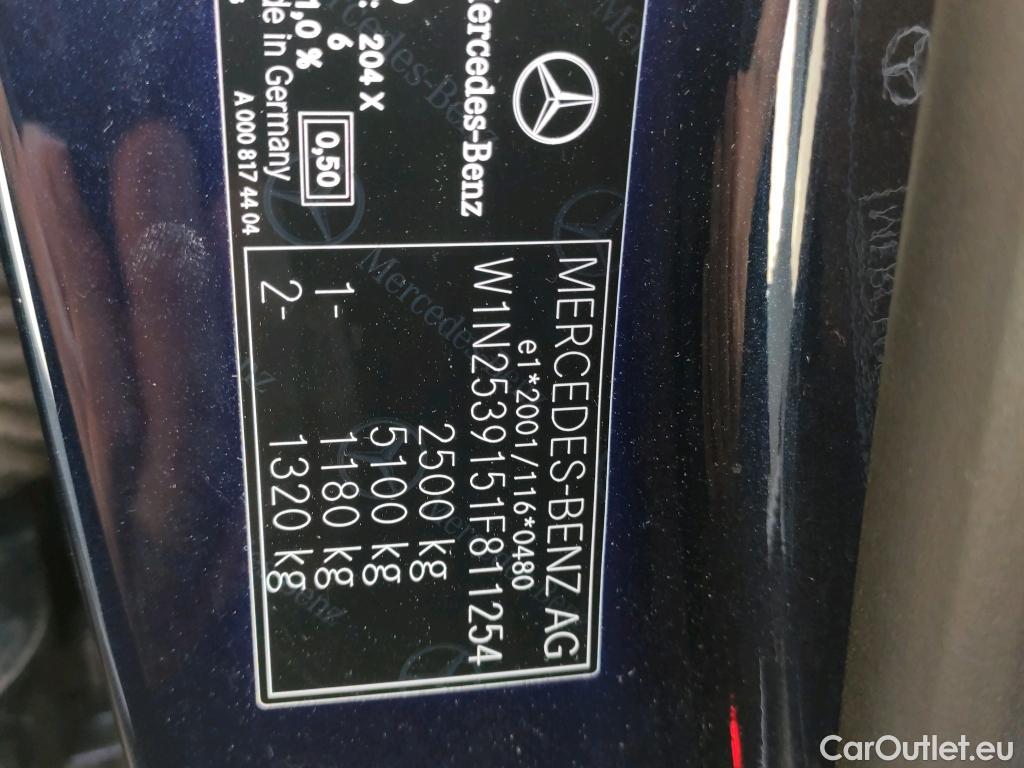 Mercedes-Benz
204 X
6
1,0 %
0,50
de in Germany
A 000 817 44 04
MERCEDES-BENZ AG
e1*2001/116*0480
W1N2539151F811254
2500 kg
5100 kg
1- 1180 kg
2- 1320 kg
CarOutlet.eu